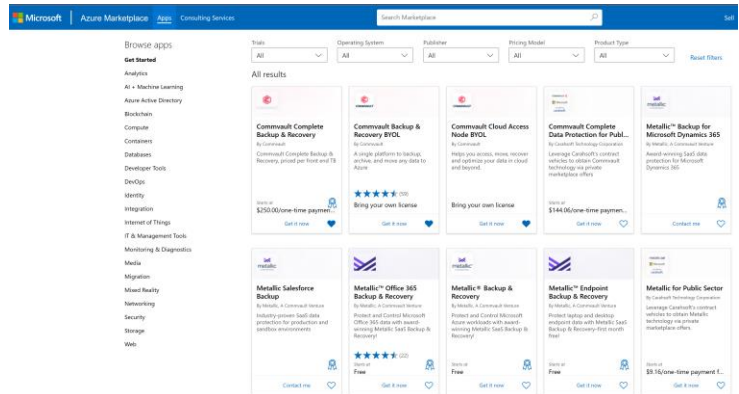 Microsoft
Azure Marketplace
Apps
Consulting Services
Search Marketplace
Sell
Browse apps
Get Started
Analytics
AI + Machine Learning
Azure Active Directory
Blockchain
Compute
Containers
Databases
Developer Tools
DevOps
Identity
Integration
Internet of Things
IT & Management Tools
Monitoring & Diagnostics
Media
Migration
Mixed Reality
Networking
Security
Storage
Web
Trials
All
Operating System
All
Publisher
All
Pricing Model
All
Product Type
All
Reset filters
All results
Commvault Complete
Backup & Recovery
By Commvault
Commvault Complete Backup &
Recovery, priced per front end TB
Starts at
$250.00/one-time paymen...
Get it now
Commvault Backup &
Recovery BYOL
By Commvault
A single platform to backup,
archive, and move any data to
Azure
Bring your own license
Get it now
Commvault Cloud Access
Node BYOL
By Commvault
Helps you access, move, recover
and optimize your data in cloud
and beyond.
Bring your own license
Get it now
Commvault Complete
Data Protection for Publ...
By Carahsoft Technology Corporation
Leverage Carahsoft's contract
vehicles to obtain Commvault
technology via private
marketplace offers
Starts at
$144.06/one-time paymen...
Get it now
metallic
Metallic™ Backup for
Microsoft Dynamics 365
By Metallic, A Commvault Venture
Award-winning SaaS data
protection for Microsoft
Dynamics 365
Contact me
metallic
Metallic Salesforce
Backup
By Metallic, A Commvault Venture
Industry-proven SaaS data
protection for production and
sandbox environments
Contact me
Metallic™ Office 365
Backup & Recovery
By Metallic, A Commvault Venture
Protect and Control Microsoft
Office 365 data with award-
winning Metallic SaaS Backup &
Recovery!
(22)
Starts at
Free
Get it now
metallic
Metallic® Backup &
Recovery
By Metallic, A Commvault Venture
Protect and Control Microsoft
Azure workloads with award-
winning Metallic SaaS Backup &
Recovery!
Starts at
Free
Get it now
Metallic™ Endpoint
Backup & Recovery
By Metallic, A Commvault Venture
Protect laptop and desktop
endpoint data with Metallic SaaS
Backup & Recovery-first month
free!
Starts at
Free
Get it now
Metallic for Public Sector
By Carahsoft Technology Corporation
Leverage Carahsoft's contract
vehicles to obtain Metallic
technology via private
marketplace offers
Starts at
$9.16/one-time payment f...
Get it now